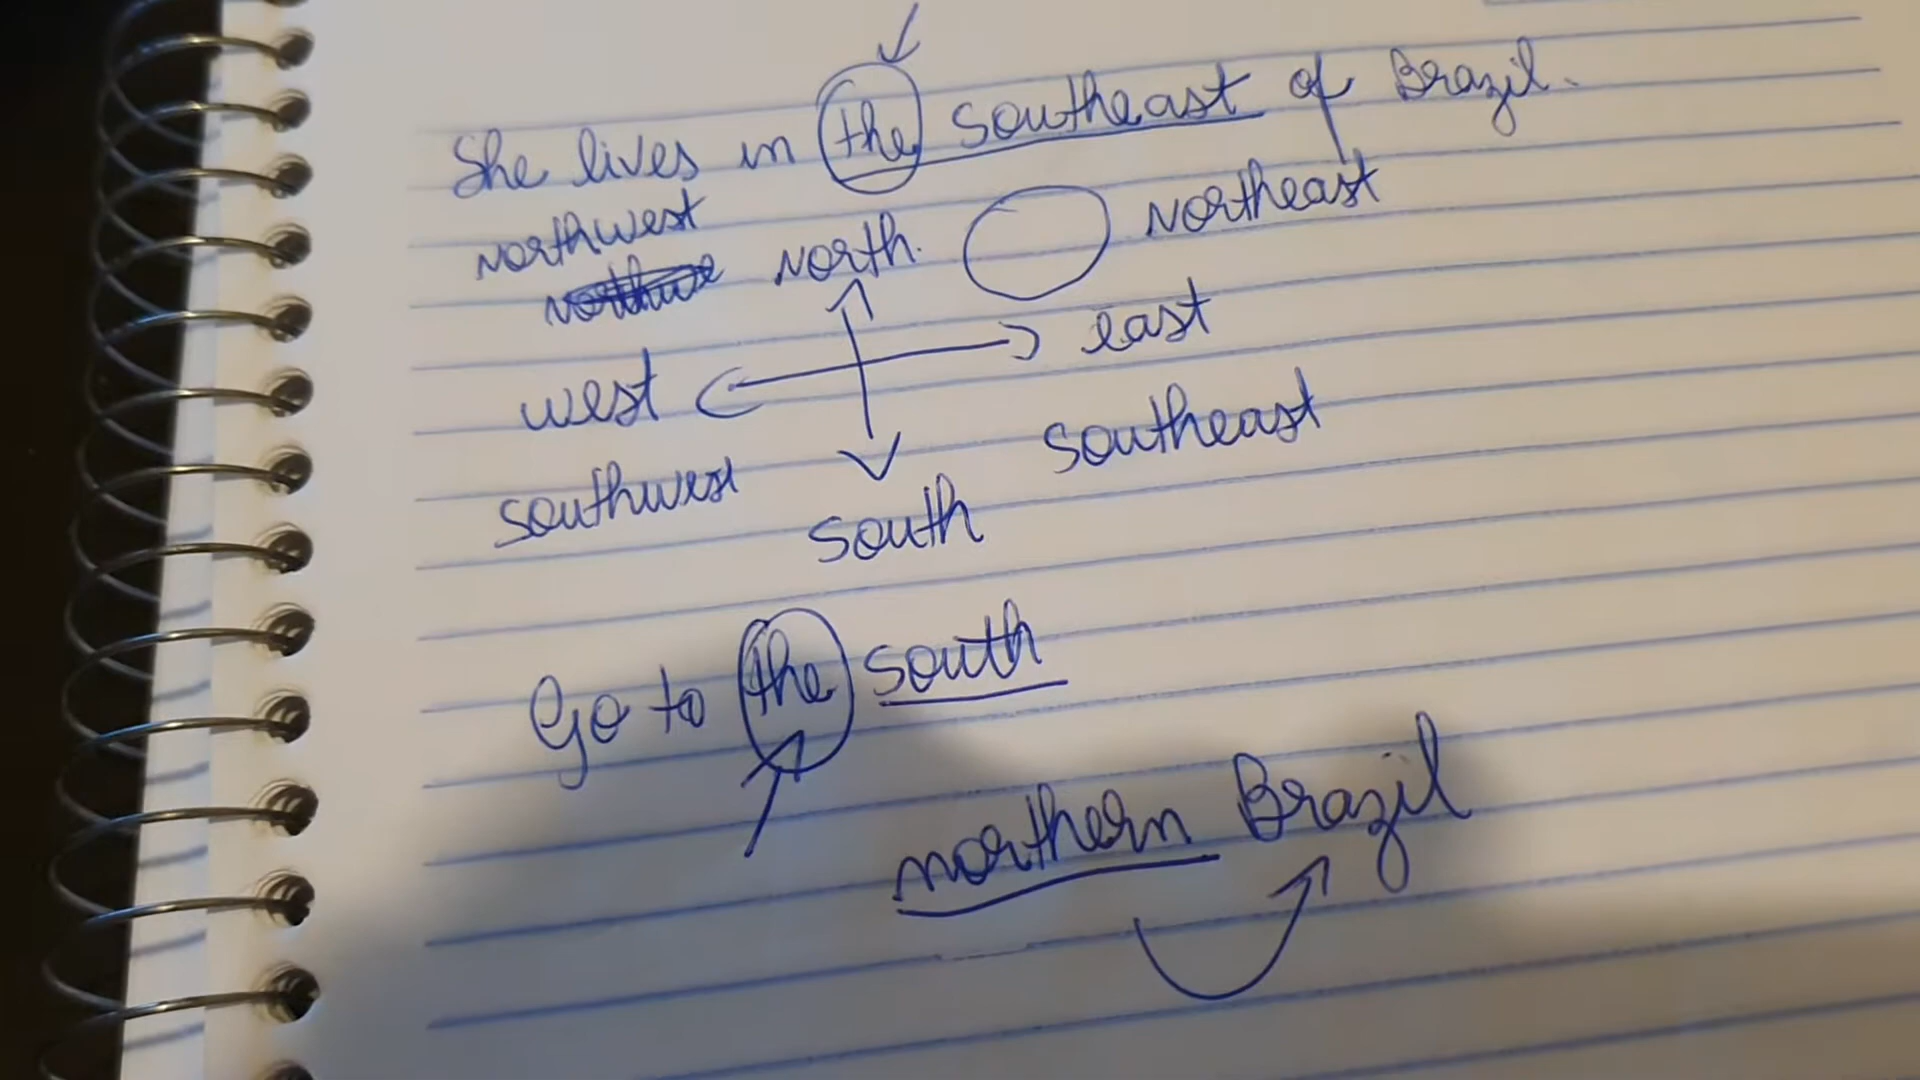 She lives in the southeast of Brazil.
Northwest
North. Northeast
west east
southwest southeast
south
Go to the south
northern Brazil